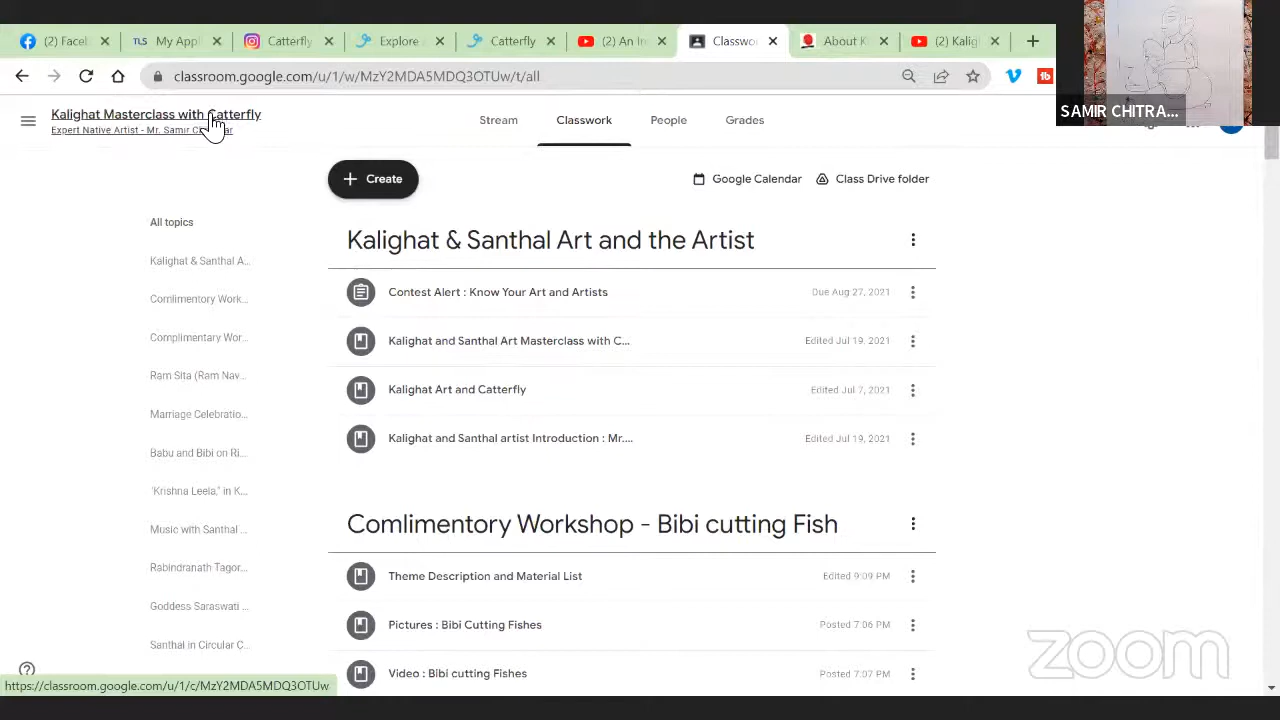 (2) Facel
TLS My Appl
Catterfly
Explore
Catterfly
(2) An In
Classwo
About K
(2) Kaligh
classroom.google.com/u/1/w/MzY2MDA5MDQ3OTUw/t/all
SAMIR CHITRA...
Kalighat Masterclass with Catterfly
Expert Native Artist - Mr. Samir
Stream
Classwork
People
Grades
Create
Google Calendar
Class Drive folder
All topics
Kalighat & Santhal A...
Comlimentory Work...
Complimentary Wor...
Ram Sita (Ram Nav...
Marriage Celebratio...
Babu and Bibi on Ri...
'Krishna Leela,' in K...
Music with Santhal ...
Rabindranath Tagor...
Goddess Saraswati ...
Santhal in Circular C...
Kalighat & Santhal Art and the Artist
Contest Alert : Know Your Art and Artists Due Aug 27, 2021
Kalighat and Santhal Art Masterclass with C... Edited Jul 19, 2021
Kalighat Art and Catterfly Edited Jul 7, 2021
Kalighat and Santhal artist Introduction : Mr.... Edited Jul 19, 2021
Comlimentory Workshop - Bibi cutting Fish
Theme Description and Material List Edited 9:09 PM
Pictures : Bibi Cutting Fishes Posted 7:06 PM
Video : Bibi cutting Fishes Posted 7:07 PM
zoom
https://classroom.google.com/u/1/c/MzY2MDA5MDQ3OTUw